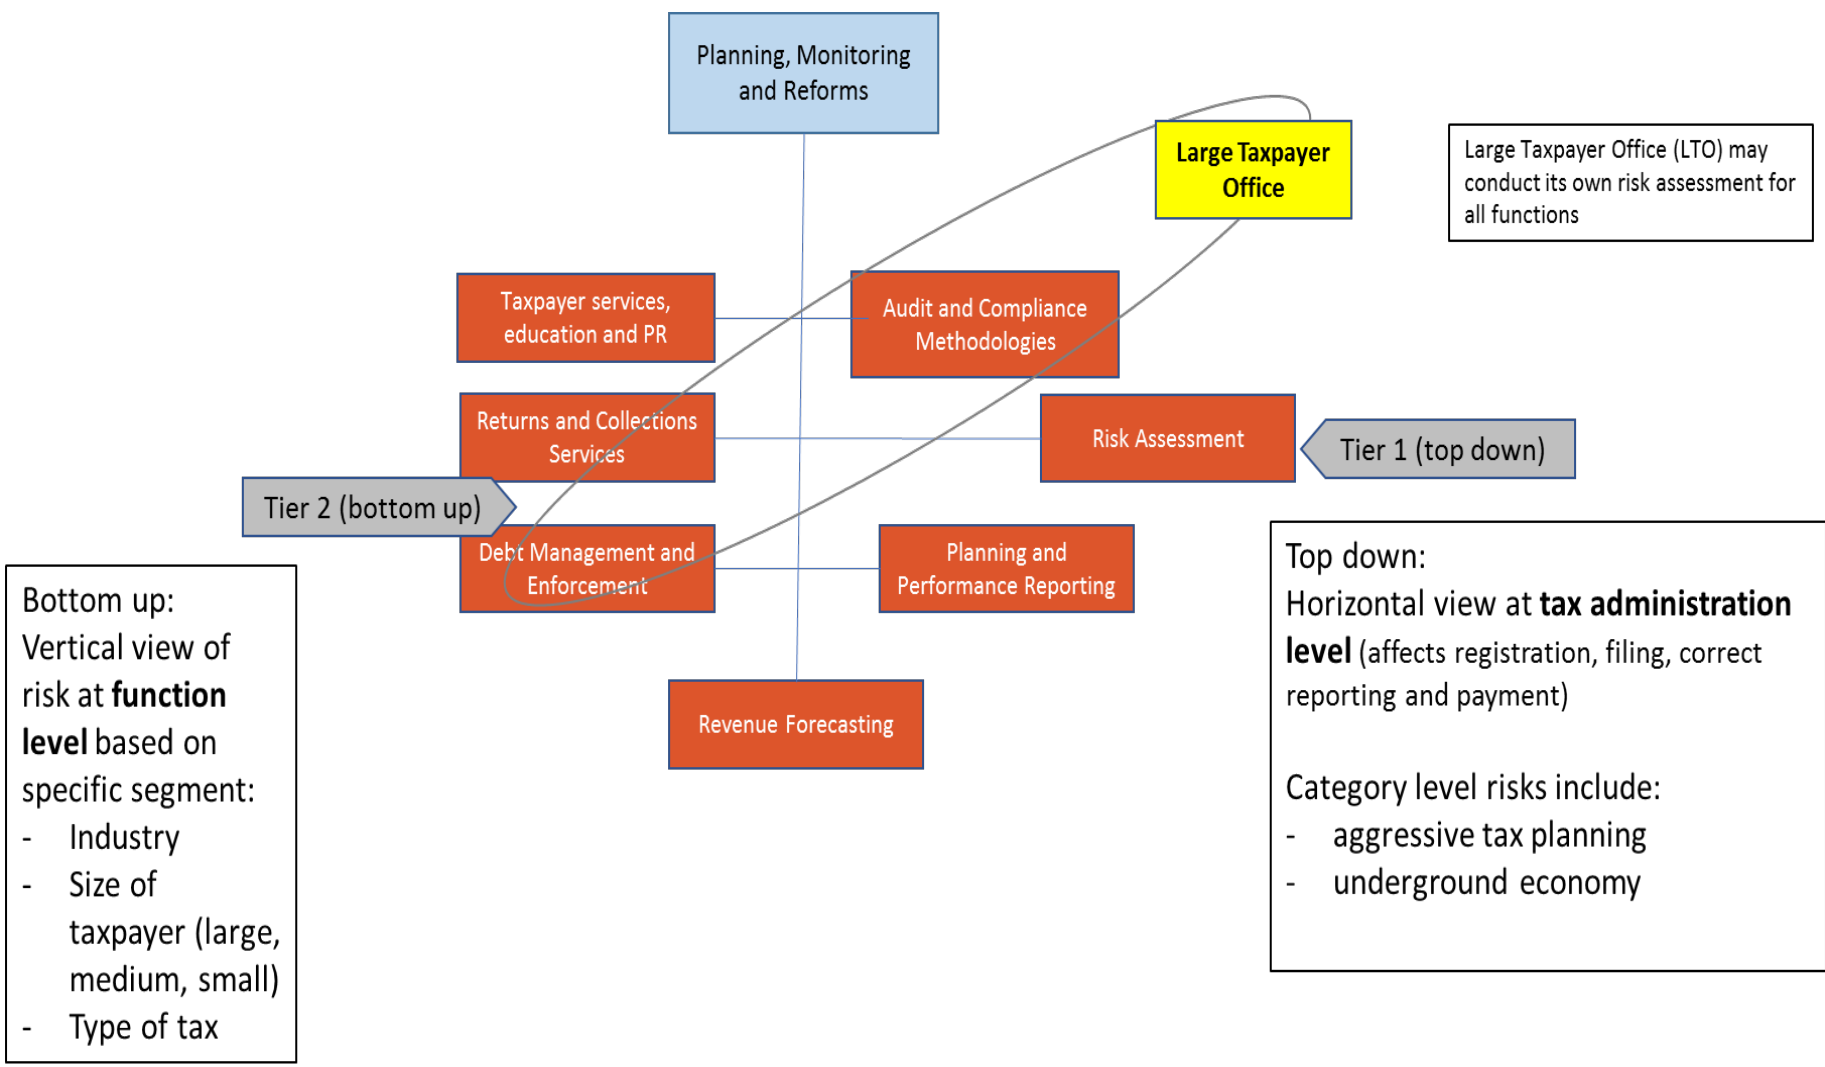 Planning, Monitoring
and Reforms
Large Taxpayer
Office
Large Taxpayer Office (LTO) may
conduct its own risk assessment for
all functions
Taxpayer services,
education and PR
Audit and Compliance
Methodologies
Returns and Collections
Services
Risk Assessment
Tier 1 (top down)
Tier 2 (bottom up)
Debt Management and
Enforcement
Planning and
Performance Reporting
Revenue Forecasting
Bottom up:
Vertical view of
risk at function
level based on
specific segment:
- Industry
- Size of
taxpayer (large,
medium, small)
- Type of tax
Top down:
Horizontal view at tax administration
level (affects registration, filing, correct
reporting and payment)
Category level risks include:
- aggressive tax planning
- underground economy